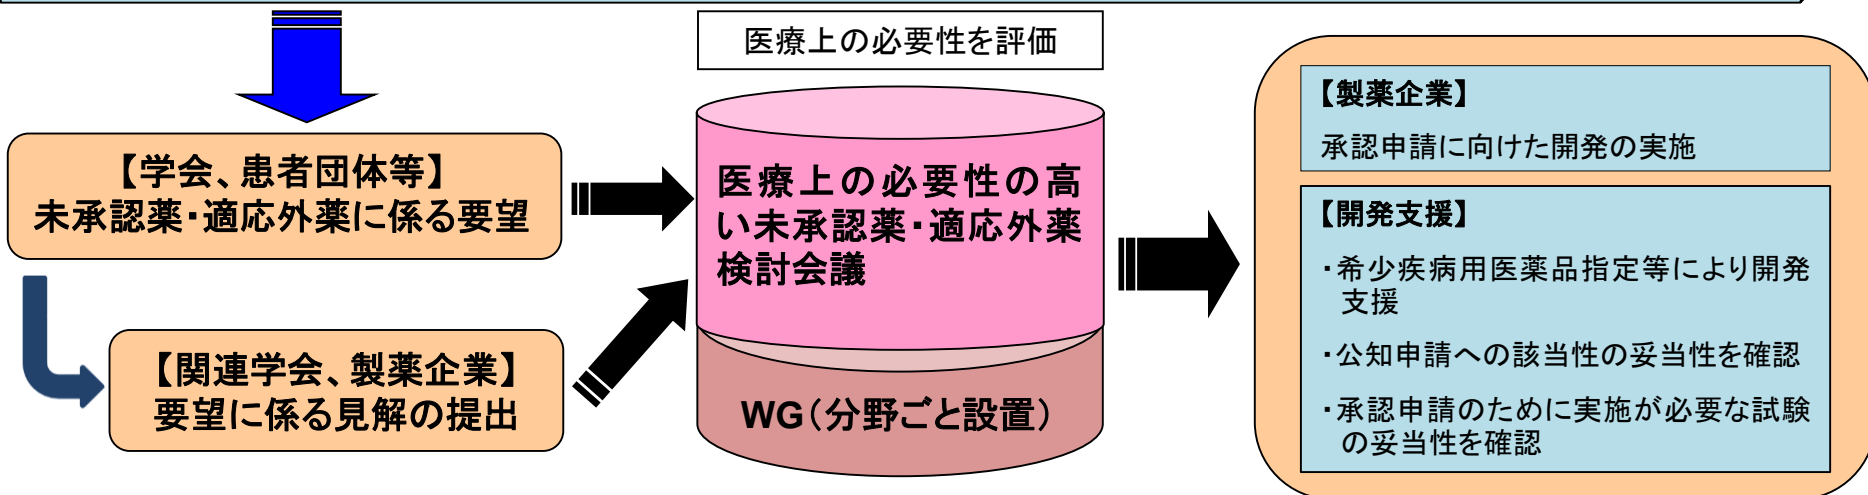 医療上の必要性を評価
【学会、患者団体等】
未承認薬・適応外薬に係る要望
【関連学会、製薬企業】
要望に係る見解の提出
医療上の必要性の高
い未承認薬・適応外薬
検討会議
WG(分野ごと設置)
【製薬企業】
承認申請に向けた開発の実施
【開発支援】
・希少疾病用医薬品指定等により開発
支援
・公知申請への該当性の妥当性を確認
・承認申請のために実施が必要な試験
の妥当性を確認